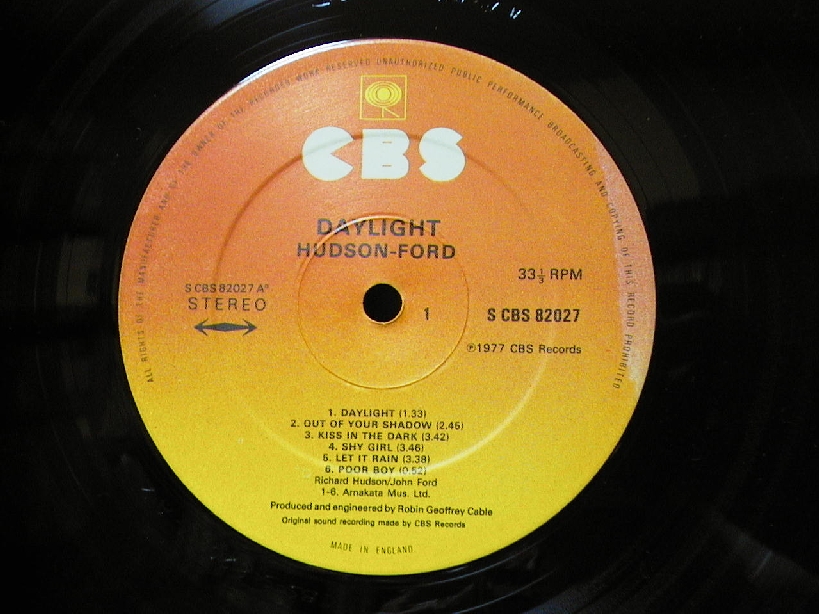 ALL RIGHTS OF THE MANUFACTURER AND OF THE OWNER OF THE RECORDED WORK RESERVED UNAUTHORIZED PUBLIC PERFORMANCE BROADCASTING AND COPYING OF THIS RECORD PROHIBITED
CBS
DAYLIGHT
HUDSON-FORD
33⅓ RPM
S CBS 82027 A
STEREO
1
S CBS 82027
℗1977 CBS Records
1. DAYLIGHT (1.33)
2. OUT OF YOUR SHADOW (2.45)
3. KISS IN THE DARK (3.42)
4. SHY GIRL (3.46)
5. LET IT RAIN (3.38)
6. POOR BOY
Richard Hudson/John Ford
1-6, Amakata Mus. Ltd.
Produced and engineered by Robin Geoffrey Cable
Original sound recording made by CBS Records
MADE IN ENGLAND